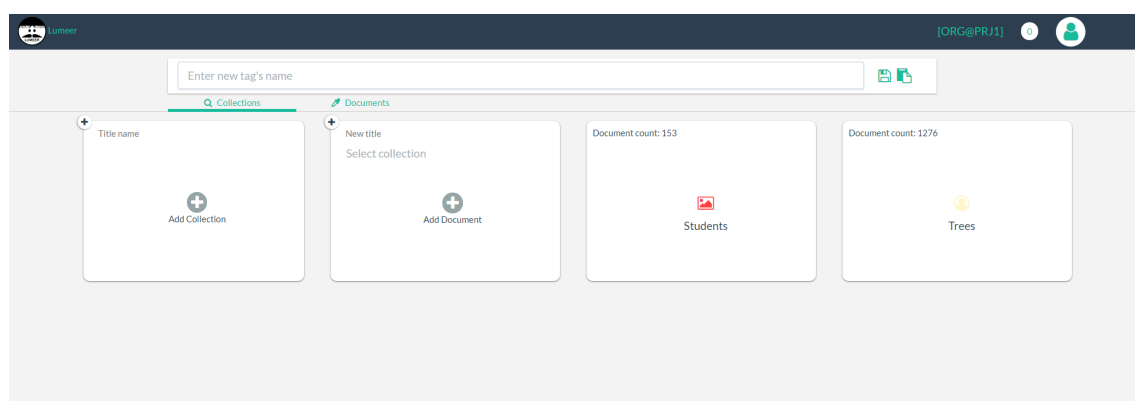 LUMEER
Lumeer
[ORG@PRJ1] 0
Enter new tag's name
Collections
Documents
Title name
Add Collection
New title
Select collection
Add Document
Document count: 153
Students
Document count: 1276
Trees